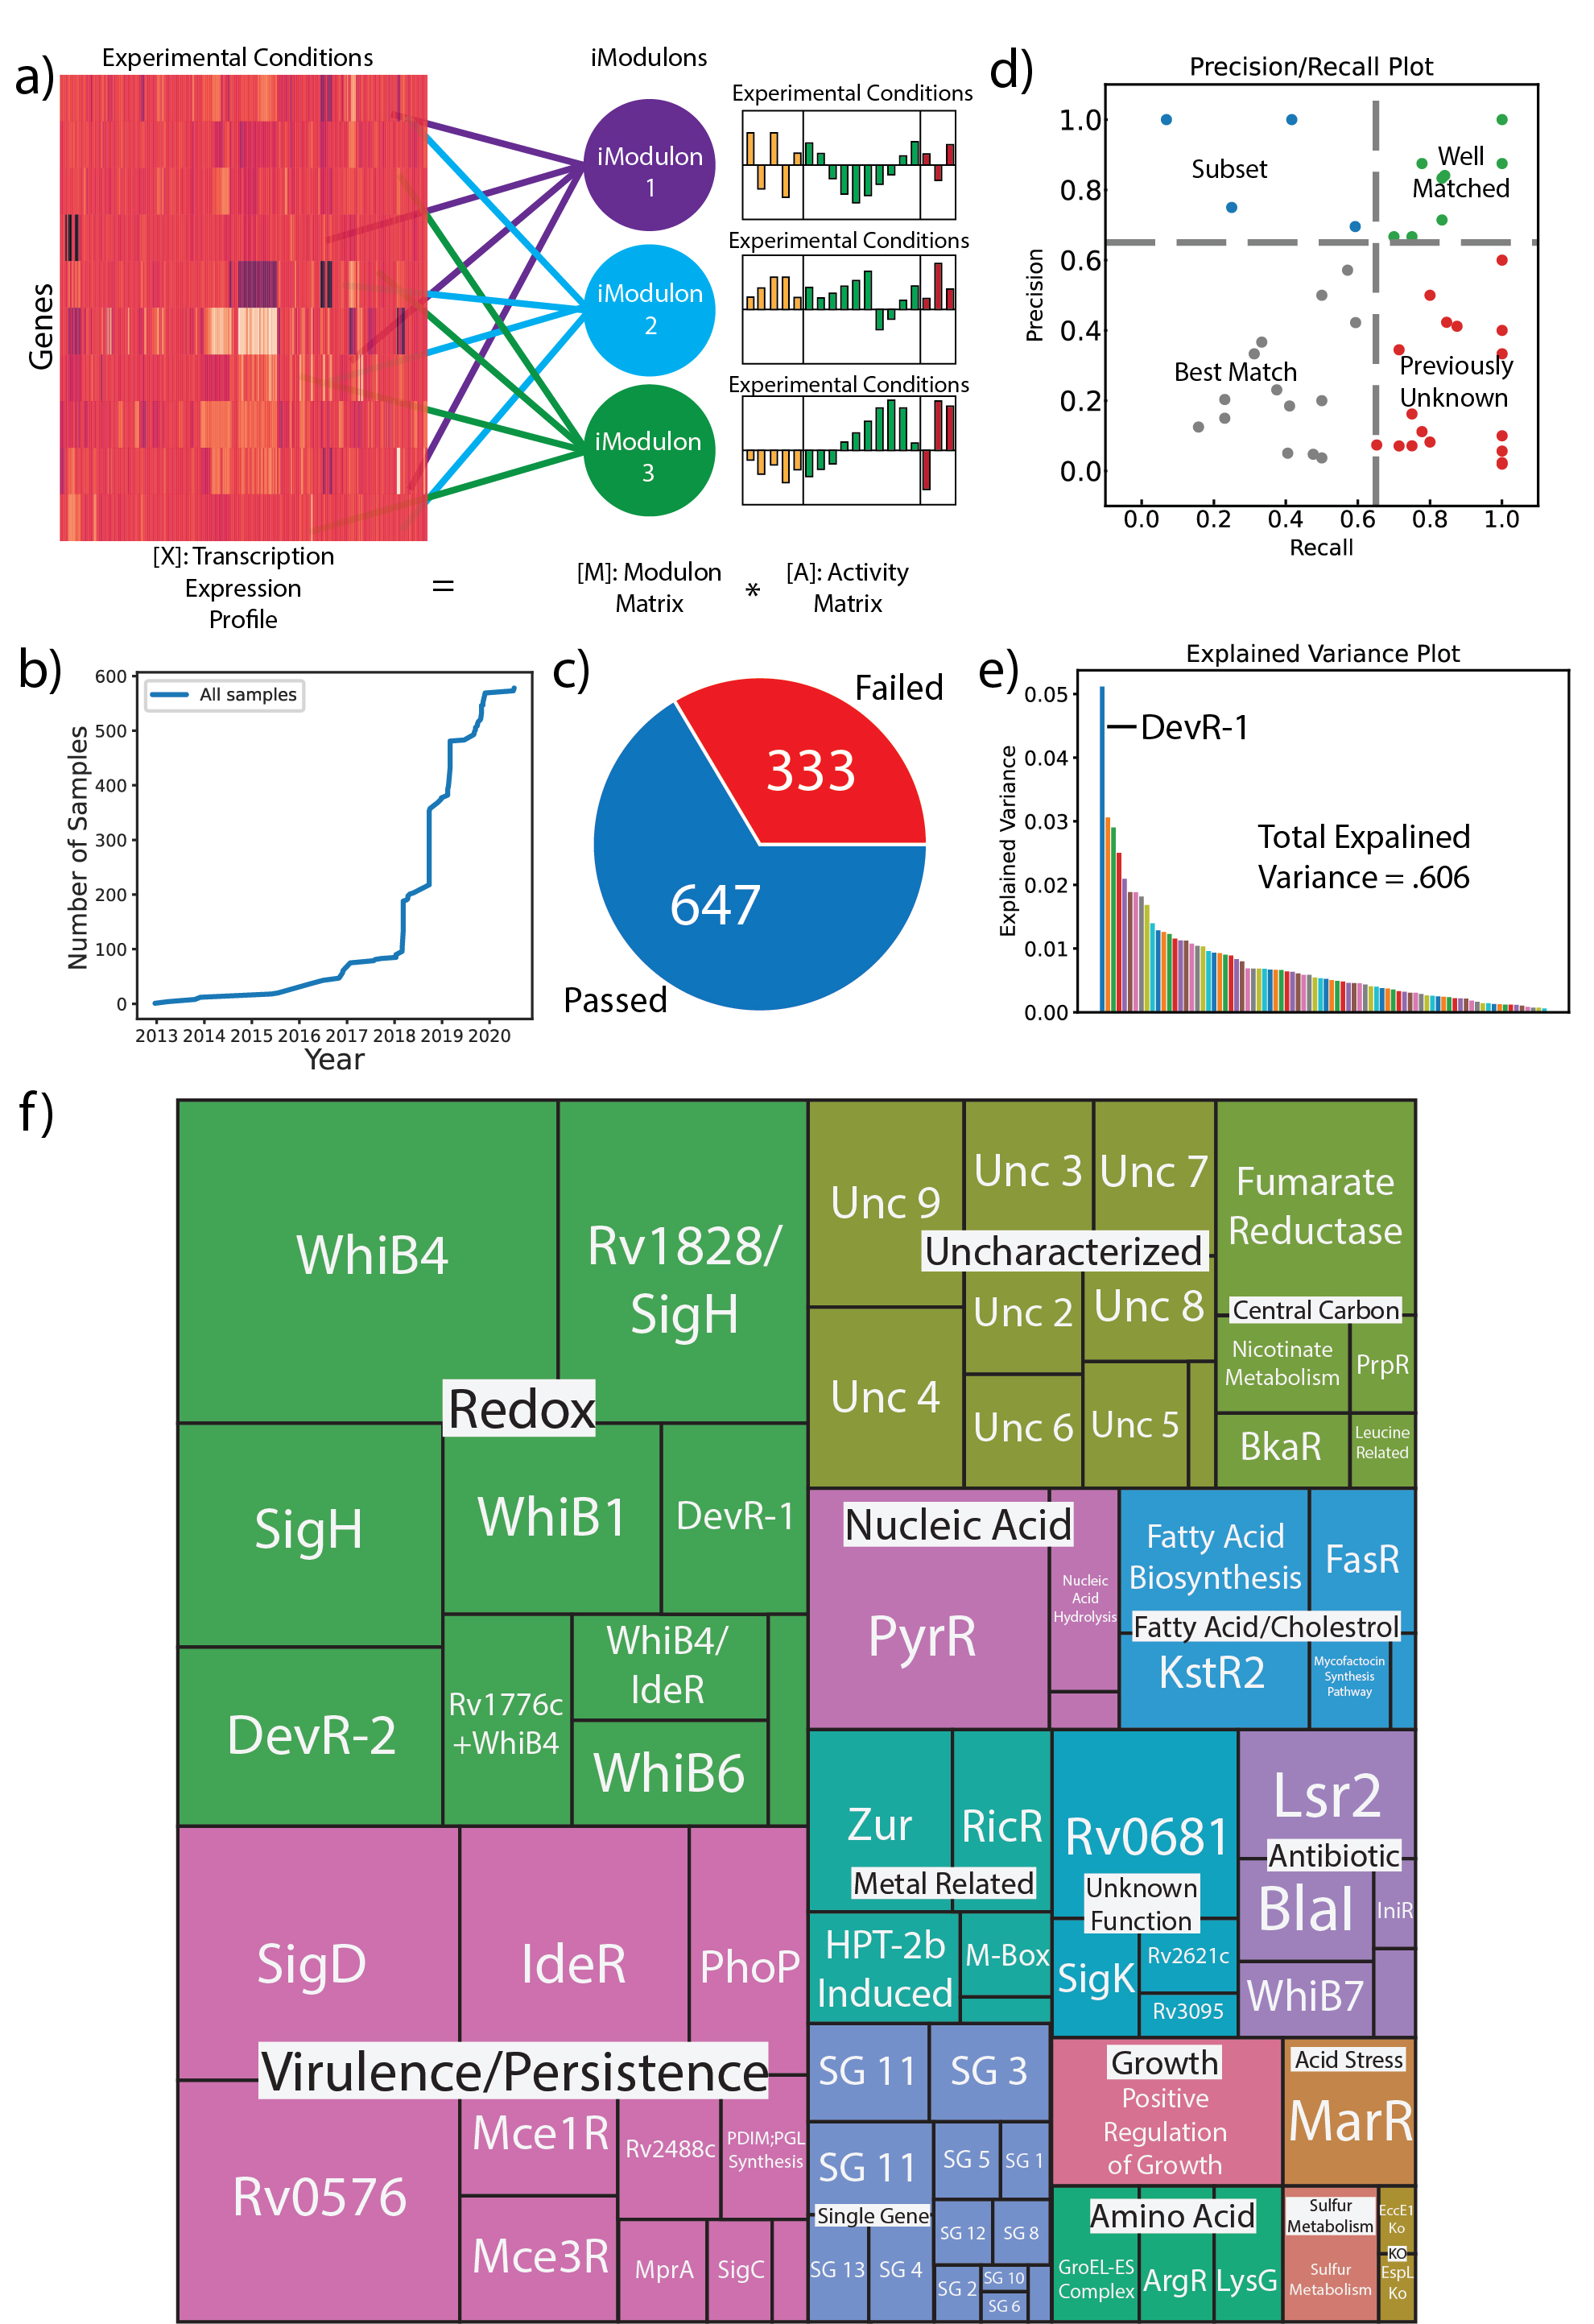 a)
Experimental Conditions
Genes
iModulons
iModulon
1
iModulon
2
iModulon
3
Experimental Conditions
Experimental Conditions
Experimental Conditions
[X]: Transcription
Expression
Profile
=
[M]: Modulon
Matrix
*
[A]: Activity
Matrix
d)
Precision/Recall Plot
Precision
1.0
0.8
0.6
0.4
0.2
0.0
Subset
Well
Matched
Best Match
Previously
Unknown
0.0 0.2 0.4 0.6 0.8 1.0
Recall
b)
Number of Samples
600
500
400
300
200
100
0
All samples
2013 2014 2015 2016 2017 2018 2019 2020
Year
c)
Failed
333
647
Passed
e)
Explained Variance Plot
Explained Variance
0.05
0.04
0.03
0.02
0.01
0.00
DevR-1
Total Expalined
Variance = .606
f)
WhiB4
Rv1828/
SigH
Redox
SigH
WhiB1
DevR-1
DevR-2
Rv1776c
+WhiB4
WhiB4/
IdeR
WhiB6
SigD
IdeR
PhoP
Virulence/Persistence
Rv0576
Mce1R
Rv2488c
PDIM;PGL
Synthesis
Mce3R
MprA
SigC
Unc 9
Unc 3
Unc 7
Uncharacterized
Unc 4
Unc 2
Unc 8
Unc 6
Unc 5
Fumarate
Reductase
Central Carbon
Nicotinate
Metabolism
PrpR
BkaR
Leucine
Related
Nucleic Acid
PyrR
Nucleic
Acid
Hydrolysis
Fatty Acid
Biosynthesis
FasR
Fatty Acid/Cholestrol
KstR2
Mycofactocin
Synthesis
Pathway
Zur
RicR
Metal Related
HPT-2b
Induced
M-Box
Rv0681
Unknown
Function
SigK
Rv2621c
Rv3095
Lsr2
Antibiotic
BlaI
IniR
WhiB7
SG 11
SG 3
SG 11
SG 5
SG 1
Single Gene
SG 12
SG 8
SG 13
SG 4
SG 2
SG 10
SG 6
Growth
Positive
Regulation
of Growth
Acid Stress
MarR
Amino Acid
GroEL-ES
Complex
ArgR
LysG
Sulfur
Metabolism
Sulfur
Metabolism
EccE1
Ko
KO
EspL
Ko